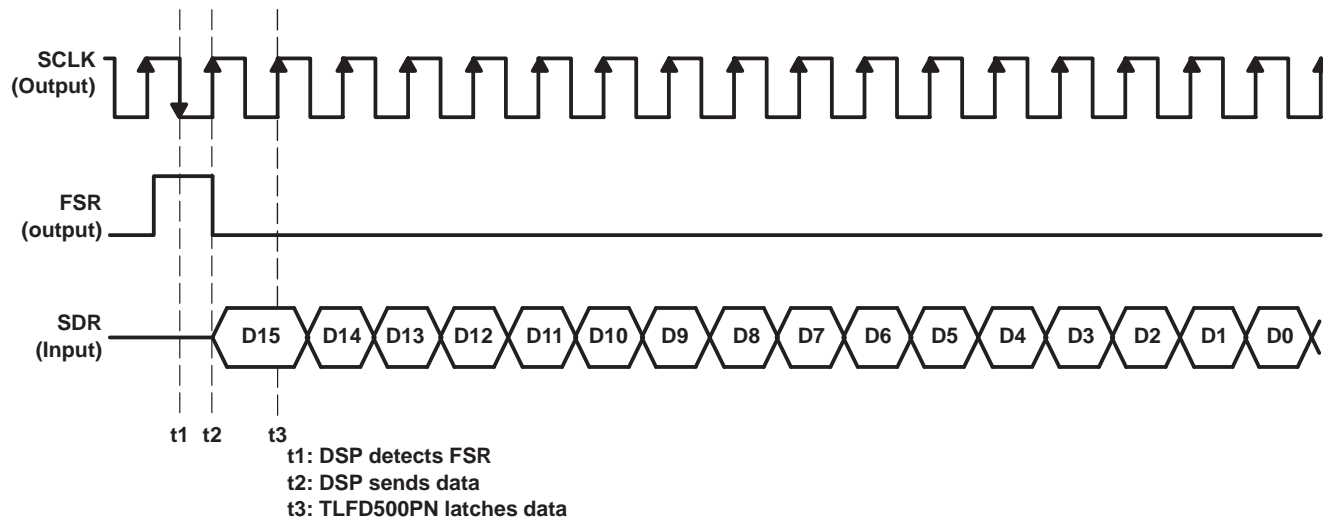 SCLK
(Output)
FSR
(output)
SDR
(Input)
D15 D14 D13 D12 D11 D10 D9 D8 D7 D6 D5 D4 D3 D2 D1 D0
t1 t2 t3
t1: DSP detects FSR
t2: DSP sends data
t3: TLFD500PN latches data